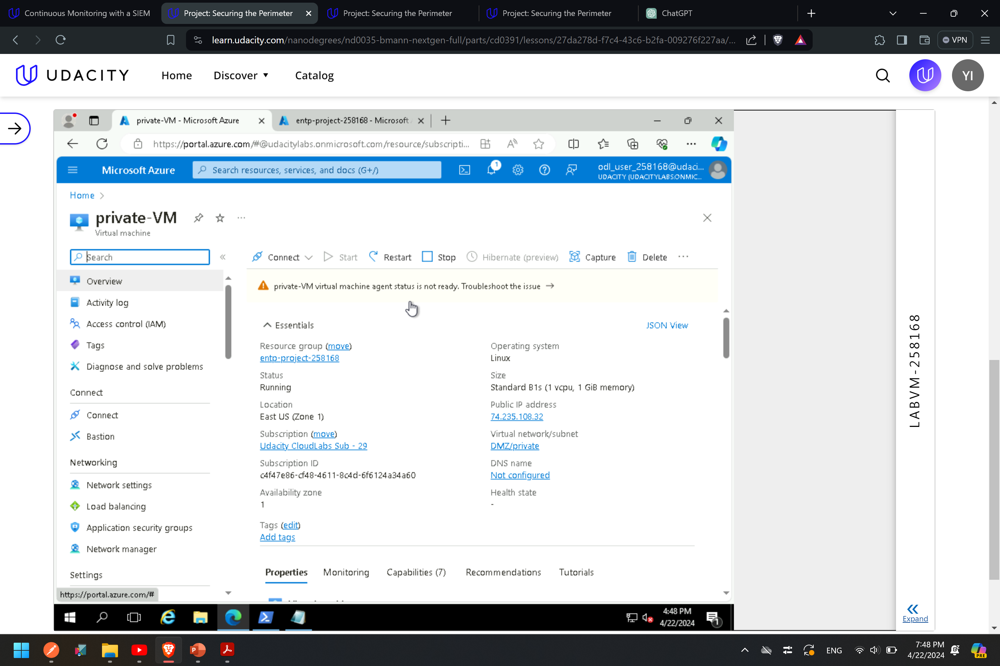 Continuous Monitoring with a SIEM
Project: Securing the Perimeter
Project: Securing the Perimeter
Project: Securing the Perimeter
ChatGPT
learn.udacity.com/nanodegrees/nd0035-bmann-nextgen-full/parts/cd0391/lessons/27da278d-f7c4-43c6-b2fa-009276f227aa/...
VPN
UDACITY
Home
Discover
Catalog
YI
private-VM - Microsoft Azure
entp-project-258168 - Microsoft
https://portal.azure.com/#@udacitylabs.onmicrosoft.com/resource/subscripti...
Microsoft Azure
Search resources, services, and docs (G+/)
1
odl_user_258168@udaci...
UDACITY (UDACITYLABS.ONMIC...
Home
private-VM
Virtual machine
Search
Connect
Start
Restart
Stop
Hibernate (preview)
Capture
Delete
Overview
Activity log
Access control (IAM)
Tags
Diagnose and solve problems
Connect
Connect
Bastion
Networking
Network settings
Load balancing
Application security groups
Network manager
Settings
https://portal.azure.com/#
private-VM virtual machine agent status is not ready. Troubleshoot the issue
Essentials
JSON View
Resource group (move)
entp-project-258168
Status
Running
Location
East US (Zone 1)
Subscription (move)
Udacity CloudLabs Sub - 29
Subscription ID
c4f47e86-cf48-4611-8c4d-6f6124a34a60
Availability zone
1
Operating system
Linux
Size
Standard B1s (1 vcpu, 1 GiB memory)
Public IP address
74.235.108.32
Virtual network/subnet
DMZ/private
DNS name
Not configured
Health state
-
Tags (edit)
Add tags
Properties
Monitoring
Capabilities (7)
Recommendations
Tutorials
4:48 PM
4/22/2024
1
LABVM-258168
Expand
ENG
7:48 PM
4/22/2024
PRE